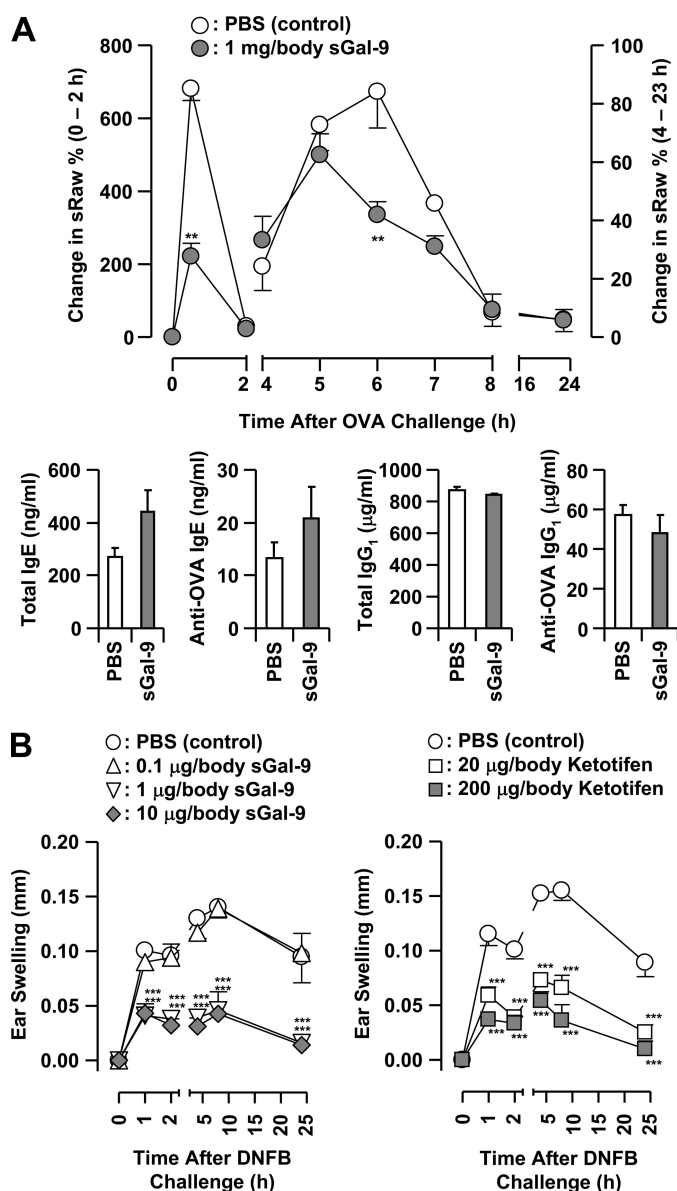 A
: PBS (control)
: 1 mg/body sGal-9
Change in sRaw % (0 – 2 h)
800
600
400
200
0
**
**
100
80
60
40
20
0
Change in sRaw % (4 – 23 h)
0 2 4 5 6 7 8 16 24
Time After OVA Challenge (h)
Total IgE (ng/ml)
600
400
200
0
PBS
sGal-9
Anti-OVA IgE (ng/ml)
30
20
10
0
PBS
sGal-9
Total IgG1 (μg/ml)
1000
800
600
400
200
0
PBS
sGal-9
Anti-OVA IgG1 (μg/ml)
80
60
40
20
0
PBS
sGal-9
B
: PBS (control)
: 0.1 μg/body sGal-9
: 1 μg/body sGal-9
: 10 μg/body sGal-9
Ear Swelling (mm)
0.20
0.15
0.10
0.05
0.00
*** *** *** *** ***
*** *** *** *** ***
0 1 2 5 10 15 20 25
Time After DNFB
Challenge (h)
: PBS (control)
: 20 μg/body Ketotifen
: 200 μg/body Ketotifen
Ear Swelling (mm)
0.20
0.15
0.10
0.05
0.00
*** *** *** *** ***
*** *** *** *** ***
0 1 2 5 10 15 20 25
Time After DNFB
Challenge (h)